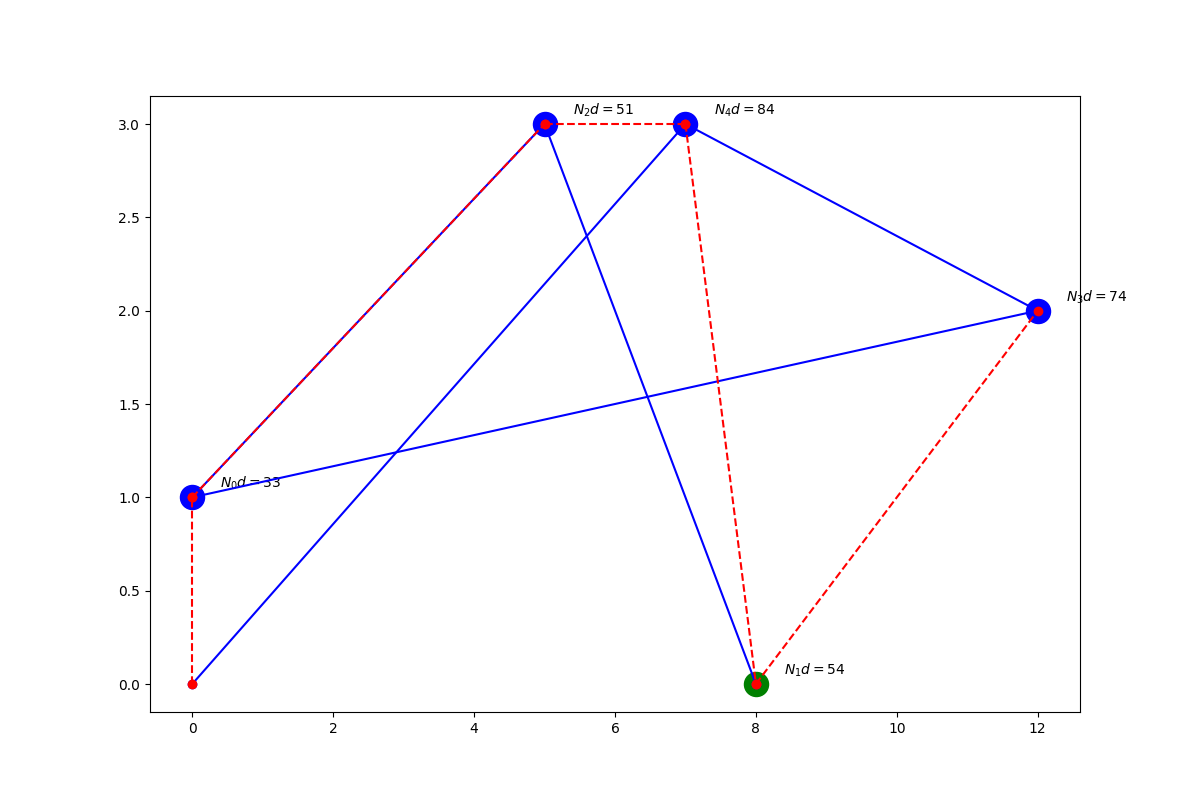 N₂d = 51
N₄d = 84
3.0
2.5
N₃d = 74
2.0
1.5
N₀d = 33
1.0
0.5
N₁d = 54
0.0
0 2 4 6 8 10 12